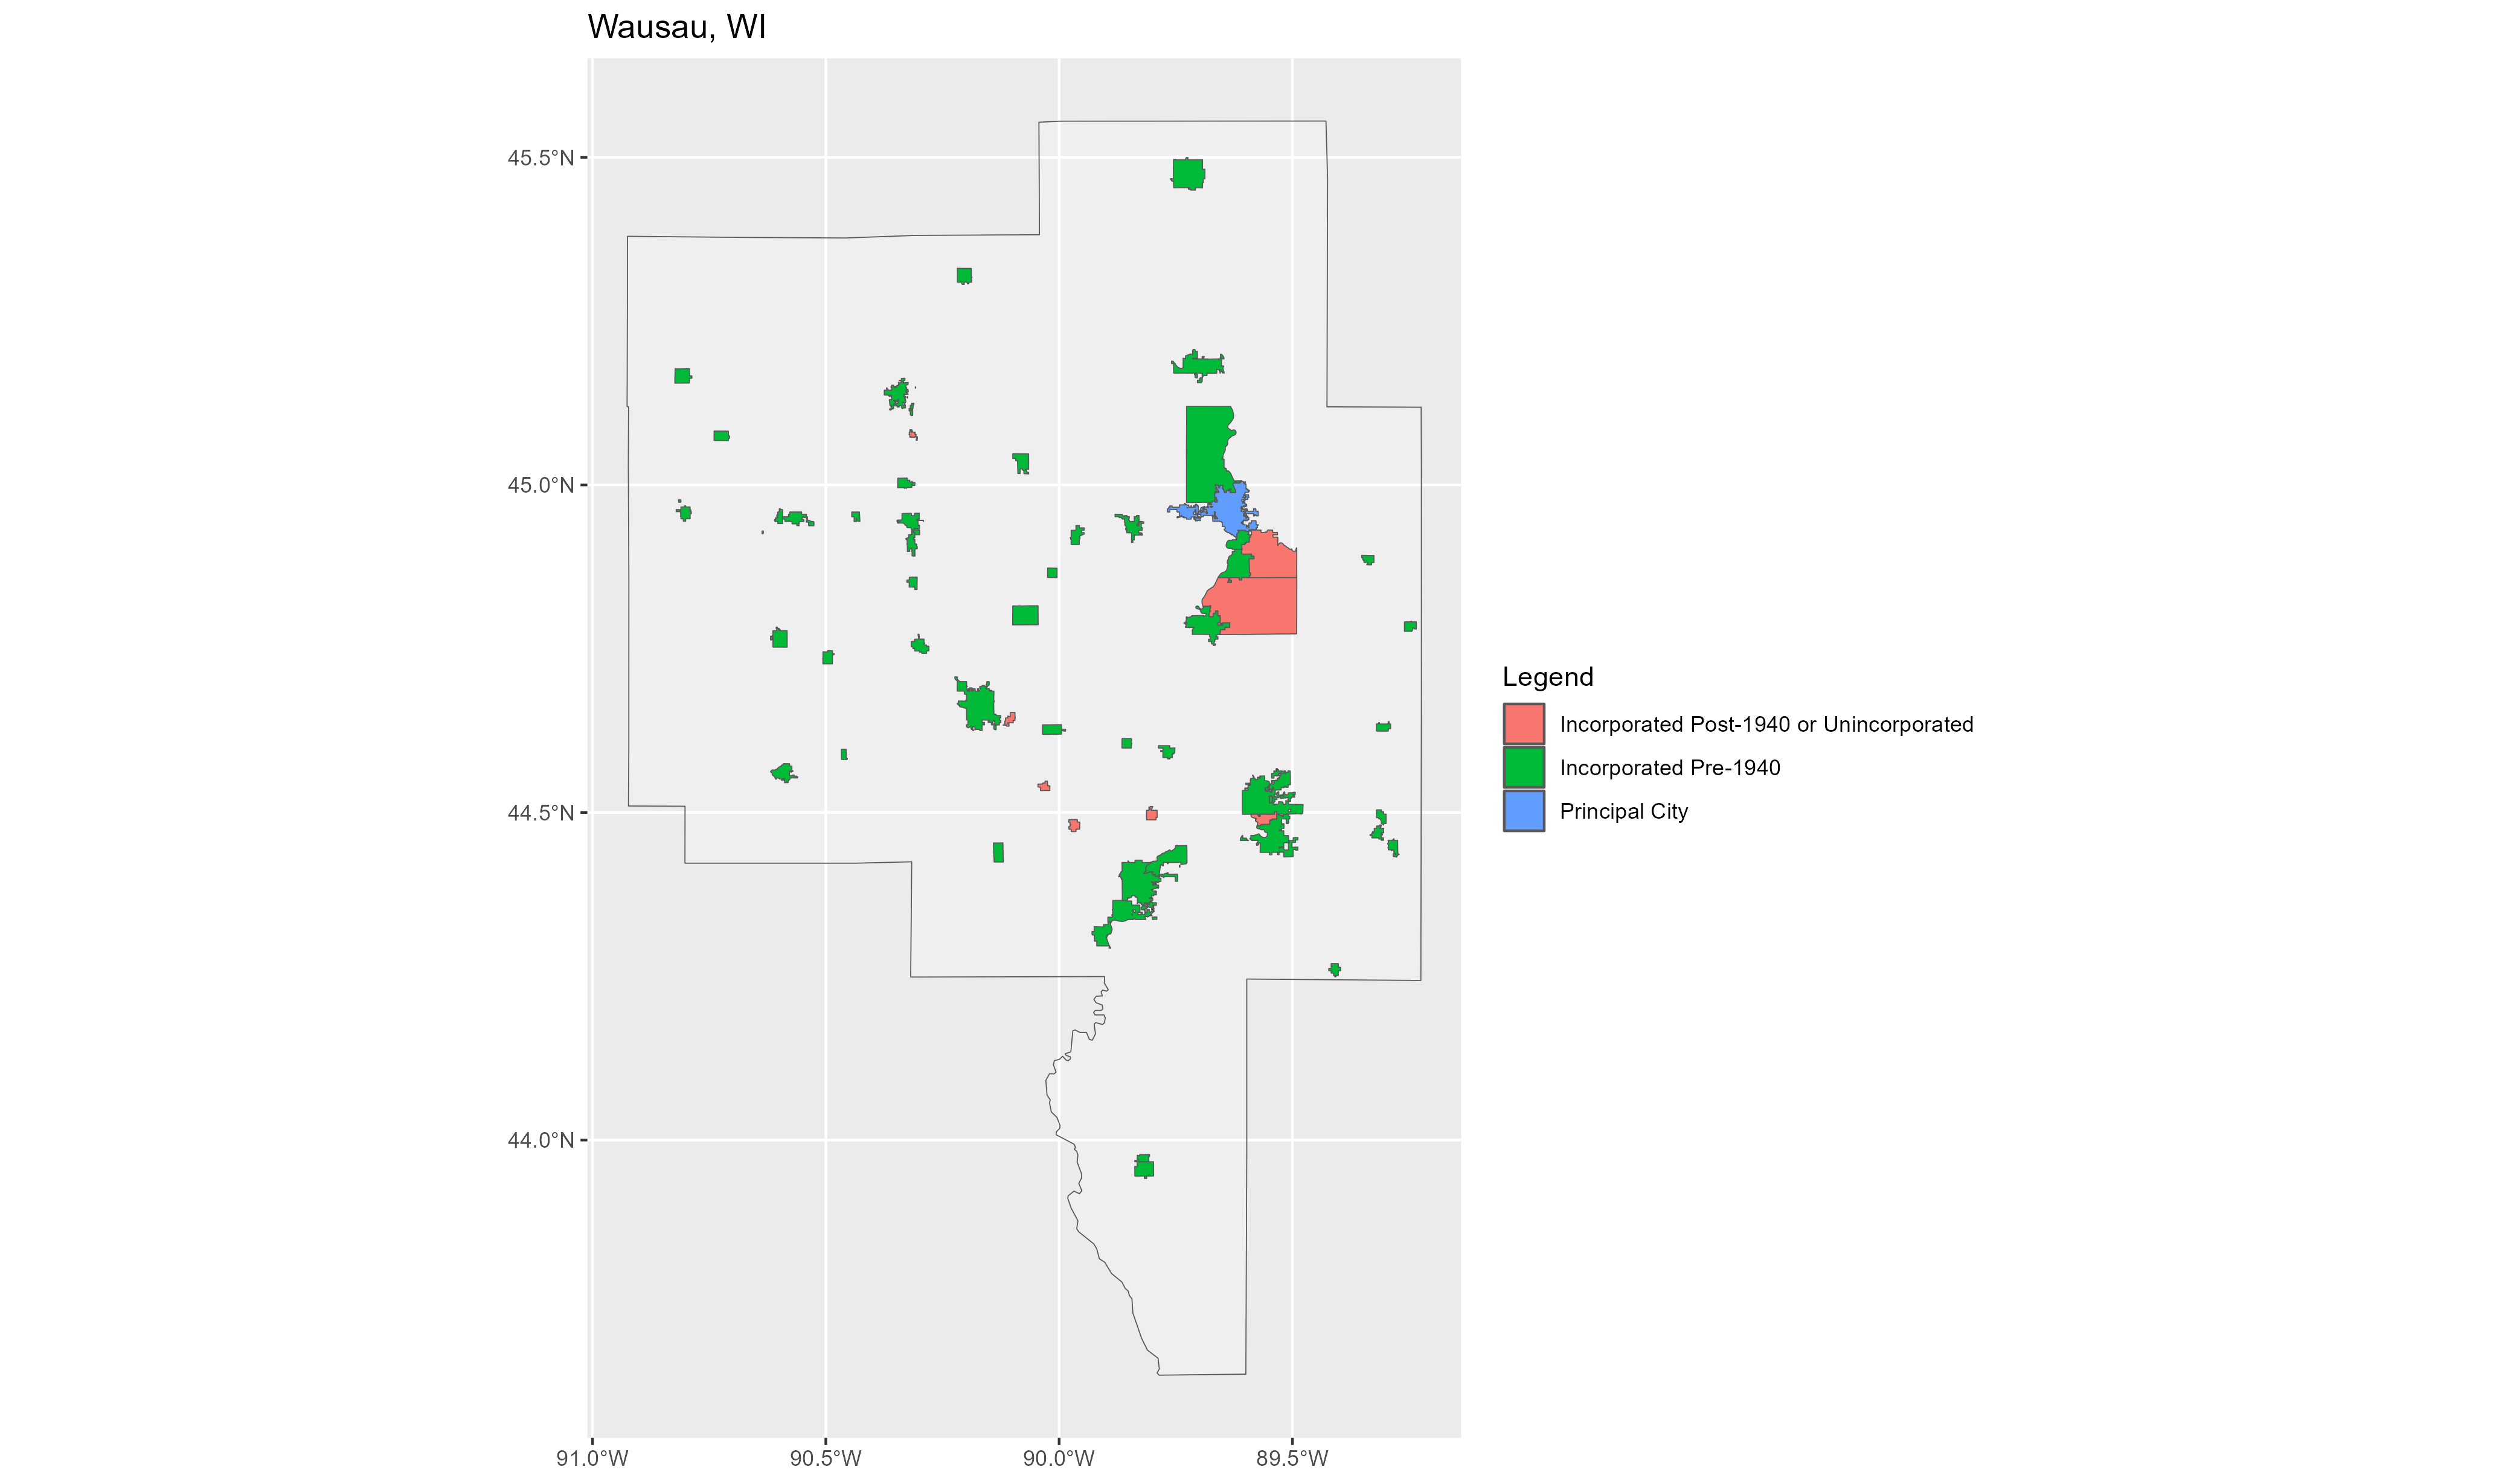 Wausau, WI
45.5°N
45.0°N
44.5°N
44.0°N
91.0°W
90.5°W
90.0°W
89.5°W
Legend
Incorporated Post-1940 or Unincorporated
Incorporated Pre-1940
Principal City